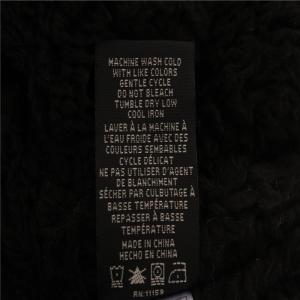 MACHINE WASH COLD
WITH LIKE COLORS
GENTLE CYCLE
DO NOT BLEACH
TUMBLE DRY LOW
COOL IRON
LAVER À LA MACHINE À
L'EAU FROIDE AVEC DES
COULEURS SEMBABLES
CYCLE DÉLICAT
NE PAS UTILISER D'AGENT
DE BLANCHIMENT
SÉCHER PAR CULBUTAGE À
BASSE TEMPÉRATURE
REPASSER À BASSE
TEMPÉRATURE
MADE IN CHINA
HECHO EN CHINA